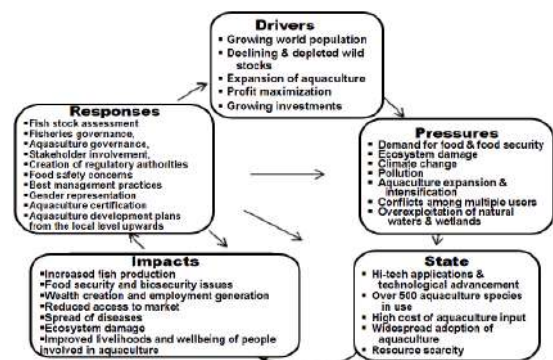 Drivers
▪ Growing world population
▪ Declining & depleted wild
stocks
▪ Expansion of aquaculture
▪ Profit maximization
▪ Growing investments
Responses
▪Fish stock assessment
▪Fisheries governance,
▪Aquaculture governance,
▪Stakeholder involvement,
▪Creation of regulatory authorities
▪Food safety concerns
▪Best management practices
▪Gender representation
▪Aquaculture certification
▪Aquaculture development plans
from the local level upwards
Pressures
▪ Demand for food & food security
▪ Ecosystem damage
▪ Climate change
▪ Pollution
▪ Aquaculture expansion &
intensification
▪ Conflicts among multiple users
▪ Overexploitation of natural
waters & wetlands
Impacts
▪Increased fish production
▪Food security and biosecurity issues
▪Wealth creation and employment generation
▪Reduced access to market
▪Spread of diseases
▪Ecosystem damage
▪Improved livelihoods and wellbeing of people
involved in aquaculture
State
▪ Hi-tech applications &
technological advancement
▪ Over 500 aquaculture species
in use
▪ High cost of aquaculture input
▪ Widespread adoption of
aquaculture
▪ Resource scarcity